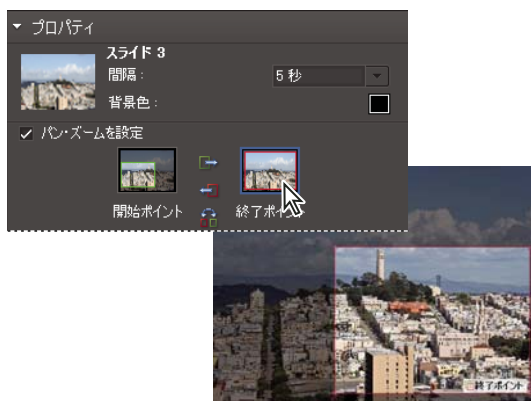 プロパティ
スライド 3
間隔 :
5 秒
背景色 :
パン・ズームを設定
開始ポイント
終了ポイント
終了ポイント